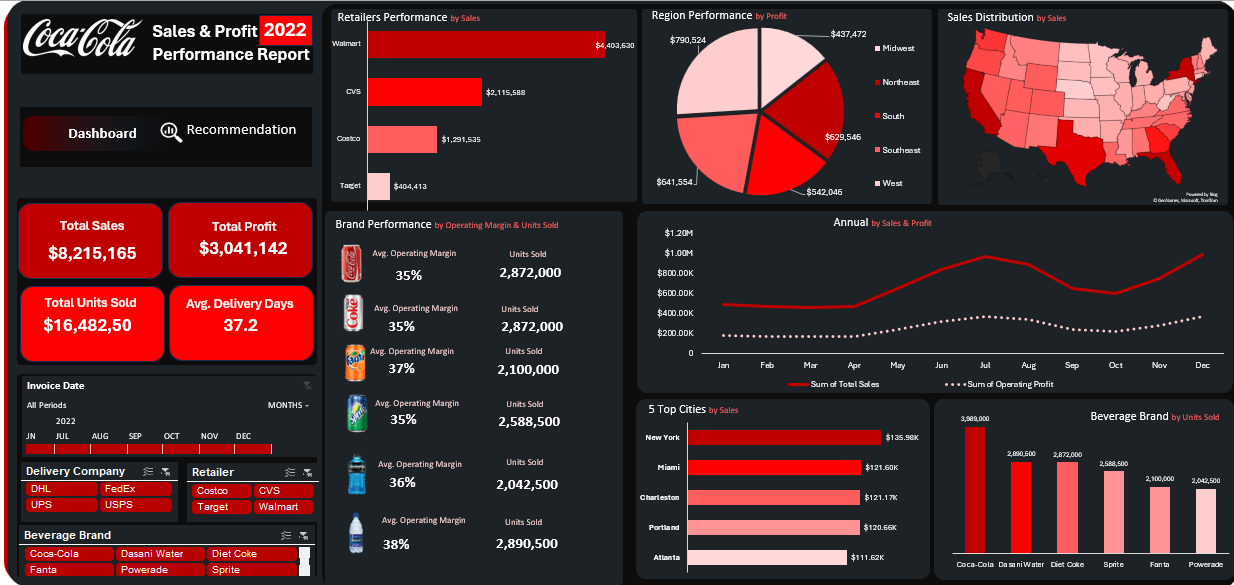 Coca-Cola
Sales & Profit 2022
Performance Report
Dashboard
Recommendation
Total Sales
$8,215,165
Total Profit
$3,041,142
Total Units Sold
$16,482,50
Avg. Delivery Days
37.2
Invoice Date
All Periods
MONTHS
2022
JN JUL AUG SEP OCT NOV DEC
Delivery Company
DHL FedEx
UPS USPS
Retailer
Costco CVS
Target Walmart
Beverage Brand
Coca-Cola Dasani Water Diet Coke
Fanta Powerade Sprite
Retailers Performance by Sales
Walmart $4,403,630
CVS $2,115,588
Costco $1,291,535
Target $404,413
Region Performance by Profit
$790,524
$437,472
$629,546
$641,554
$542,046
Midwest
Northeast
South
Southeast
West
Sales Distribution by Sales
Powered by Bing
© GeoNames, Microsoft, TomTom
Brand Performance by Operating Margin & Units Sold
Avg. Operating Margin Units Sold
35% 2,872,000
Avg. Operating Margin Units Sold
35% 2,872,000
Avg. Operating Margin Units Sold
37% 2,100,000
Avg. Operating Margin Units Sold
35% 2,588,500
Avg. Operating Margin Units Sold
36% 2,042,500
Avg. Operating Margin Units Sold
38% 2,890,500
Coke
Fanta
Sprite
Annual by Sales & Profit
$1.20M
$1.00M
$800.00K
$600.00K
$400.00K
$200.00K
0
Jan Feb Mar Apr May Jun Jul Aug Sep Oct Nov Dec
Sum of Total Sales Sum of Operating Profit
5 Top Cities by Sales
New York $135.98K
Miami $121.60K
Charleston $121.17K
Portland $120.66K
Atlanta $111.52K
Beverage Brand by Units Sold
3,989,000
2,890,500
2,872,000
2,588,500
2,100,000
2,042,500
Coca-Cola Dasani Water Diet Coke Sprite Fanta Powerade